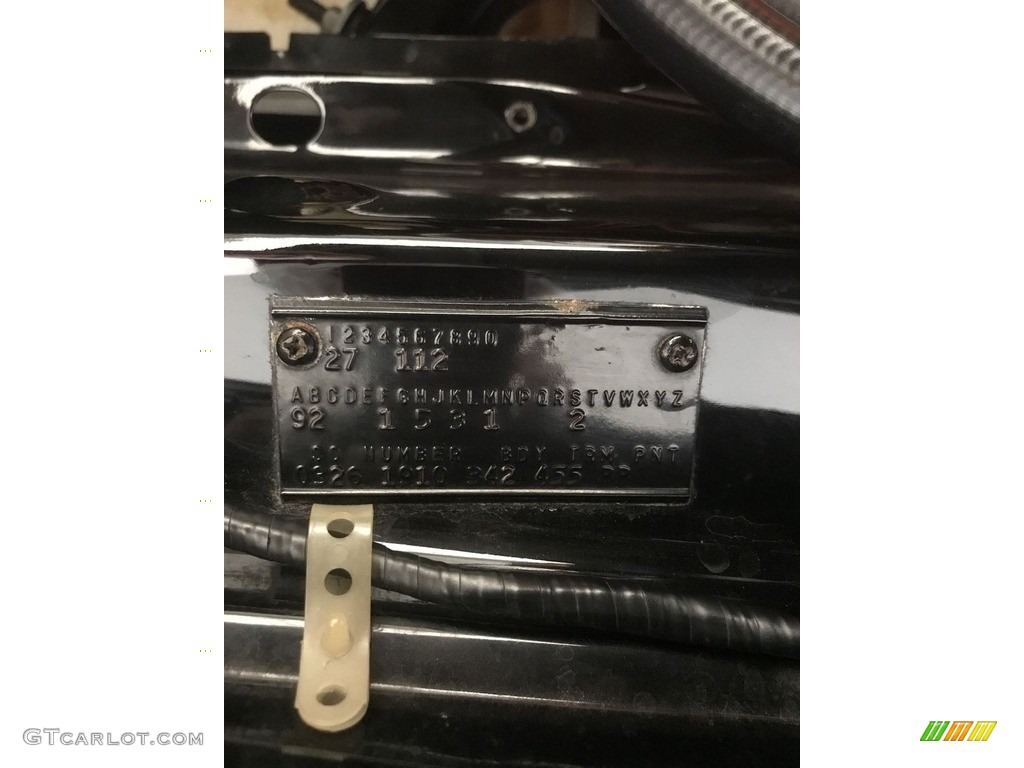 1234567890
27 112
ABCDEFGHJKLMNPQRSTVWXYZ
92 1 5 3 1 2
SO NUMBER BDY TRM PNT
0326 1910 342 455 PP
GTCARLOT.COM